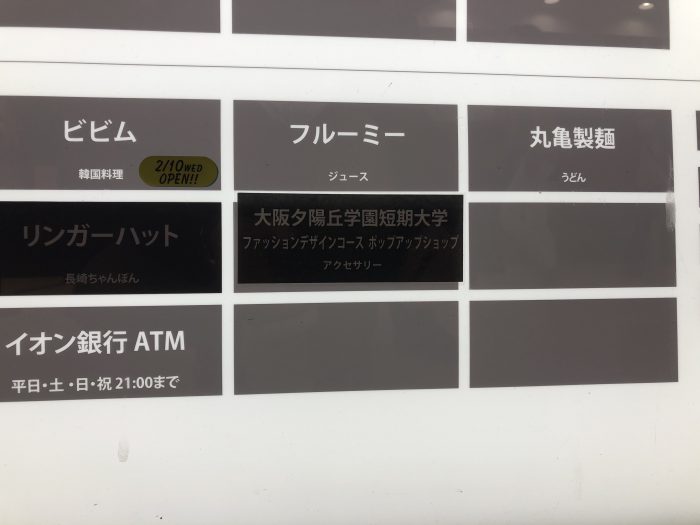 ビビム
韓国料理
2/10WED
OPEN!!
フルーミー
ジュース
丸亀製麺
うどん
リンガーハット
長崎ちゃんぽん
大阪夕陽丘学園短期大学
ファッションデザインコース ポップアップショップ
アクセサリー
イオン銀行 ATM
平日・土・日・祝 21:00まで